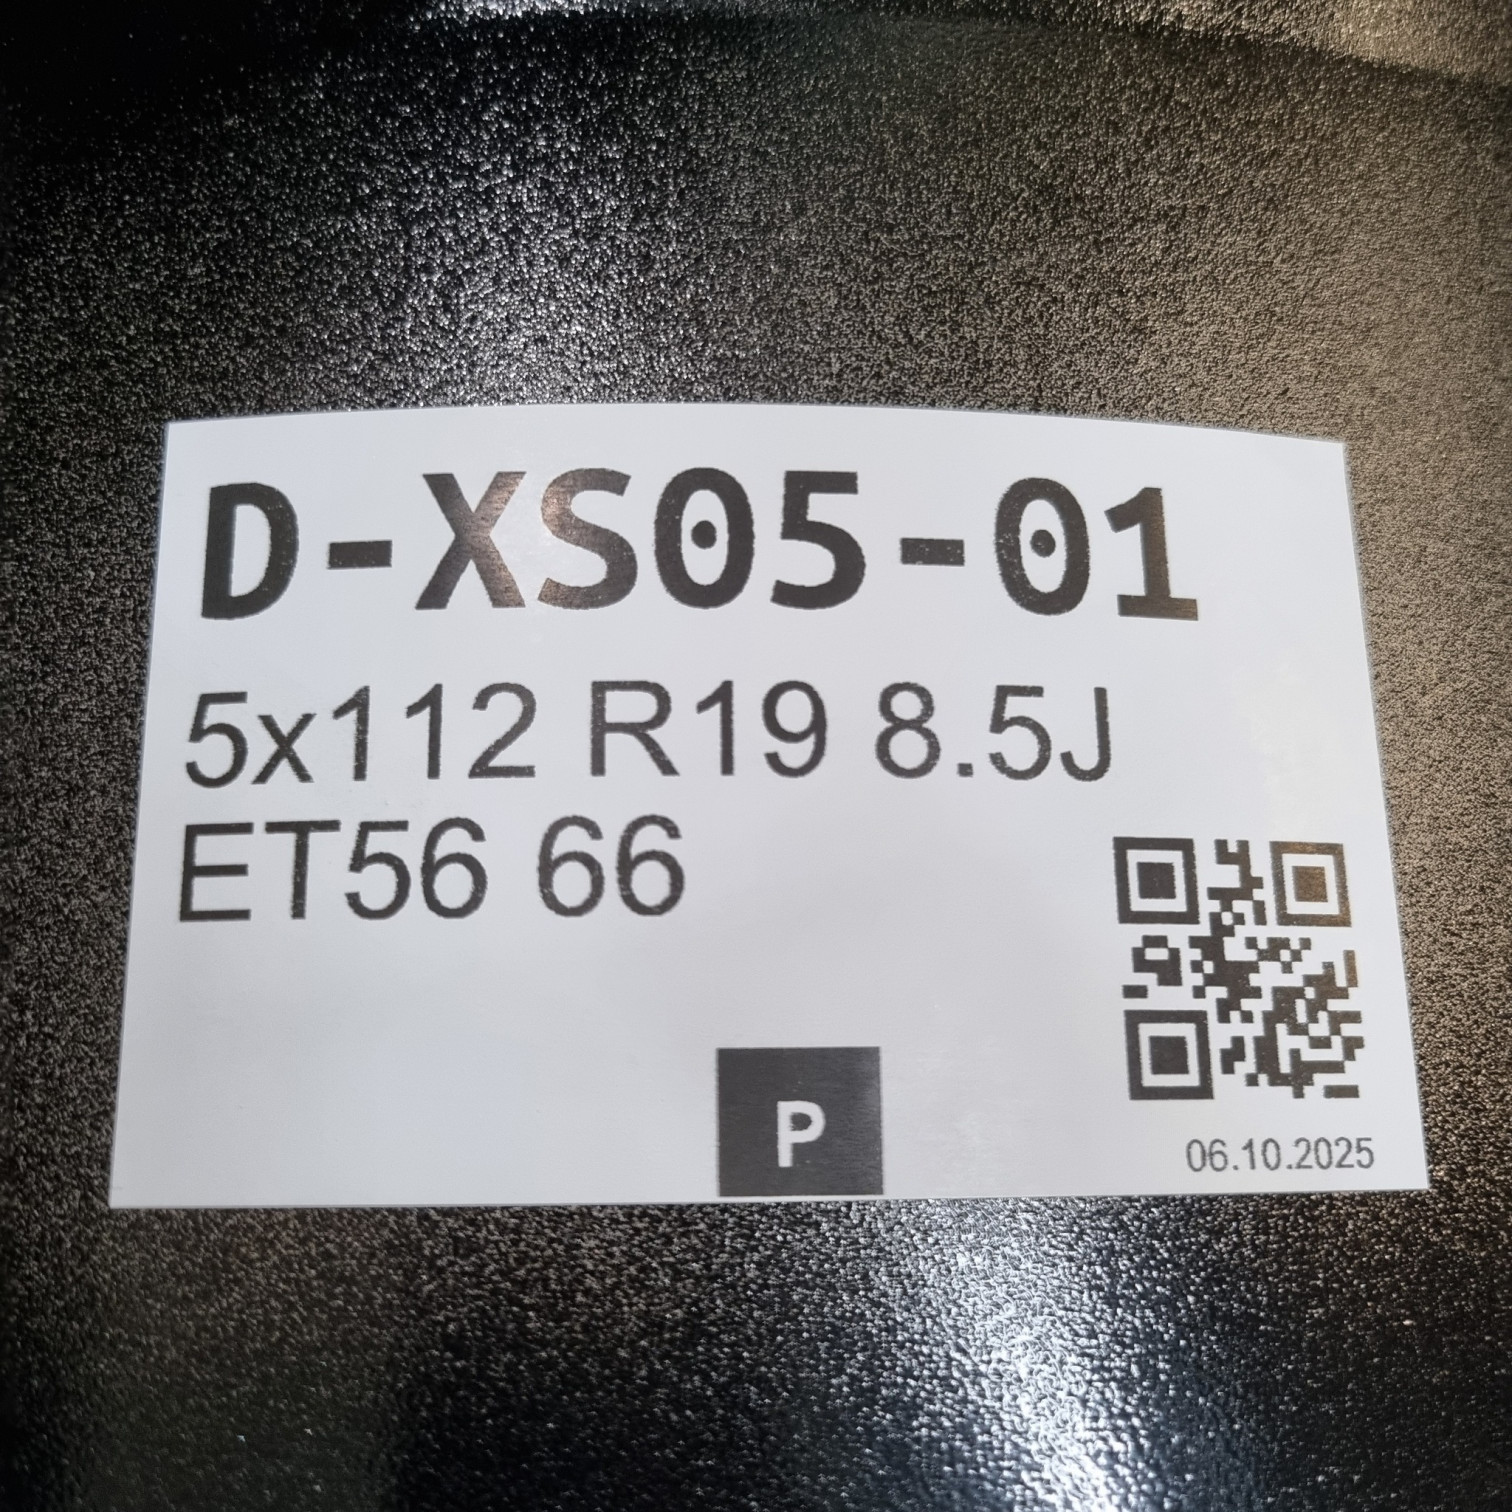 D-XS05-01
5x112 R19 8.5J
ET56 66
P
06.10.2025